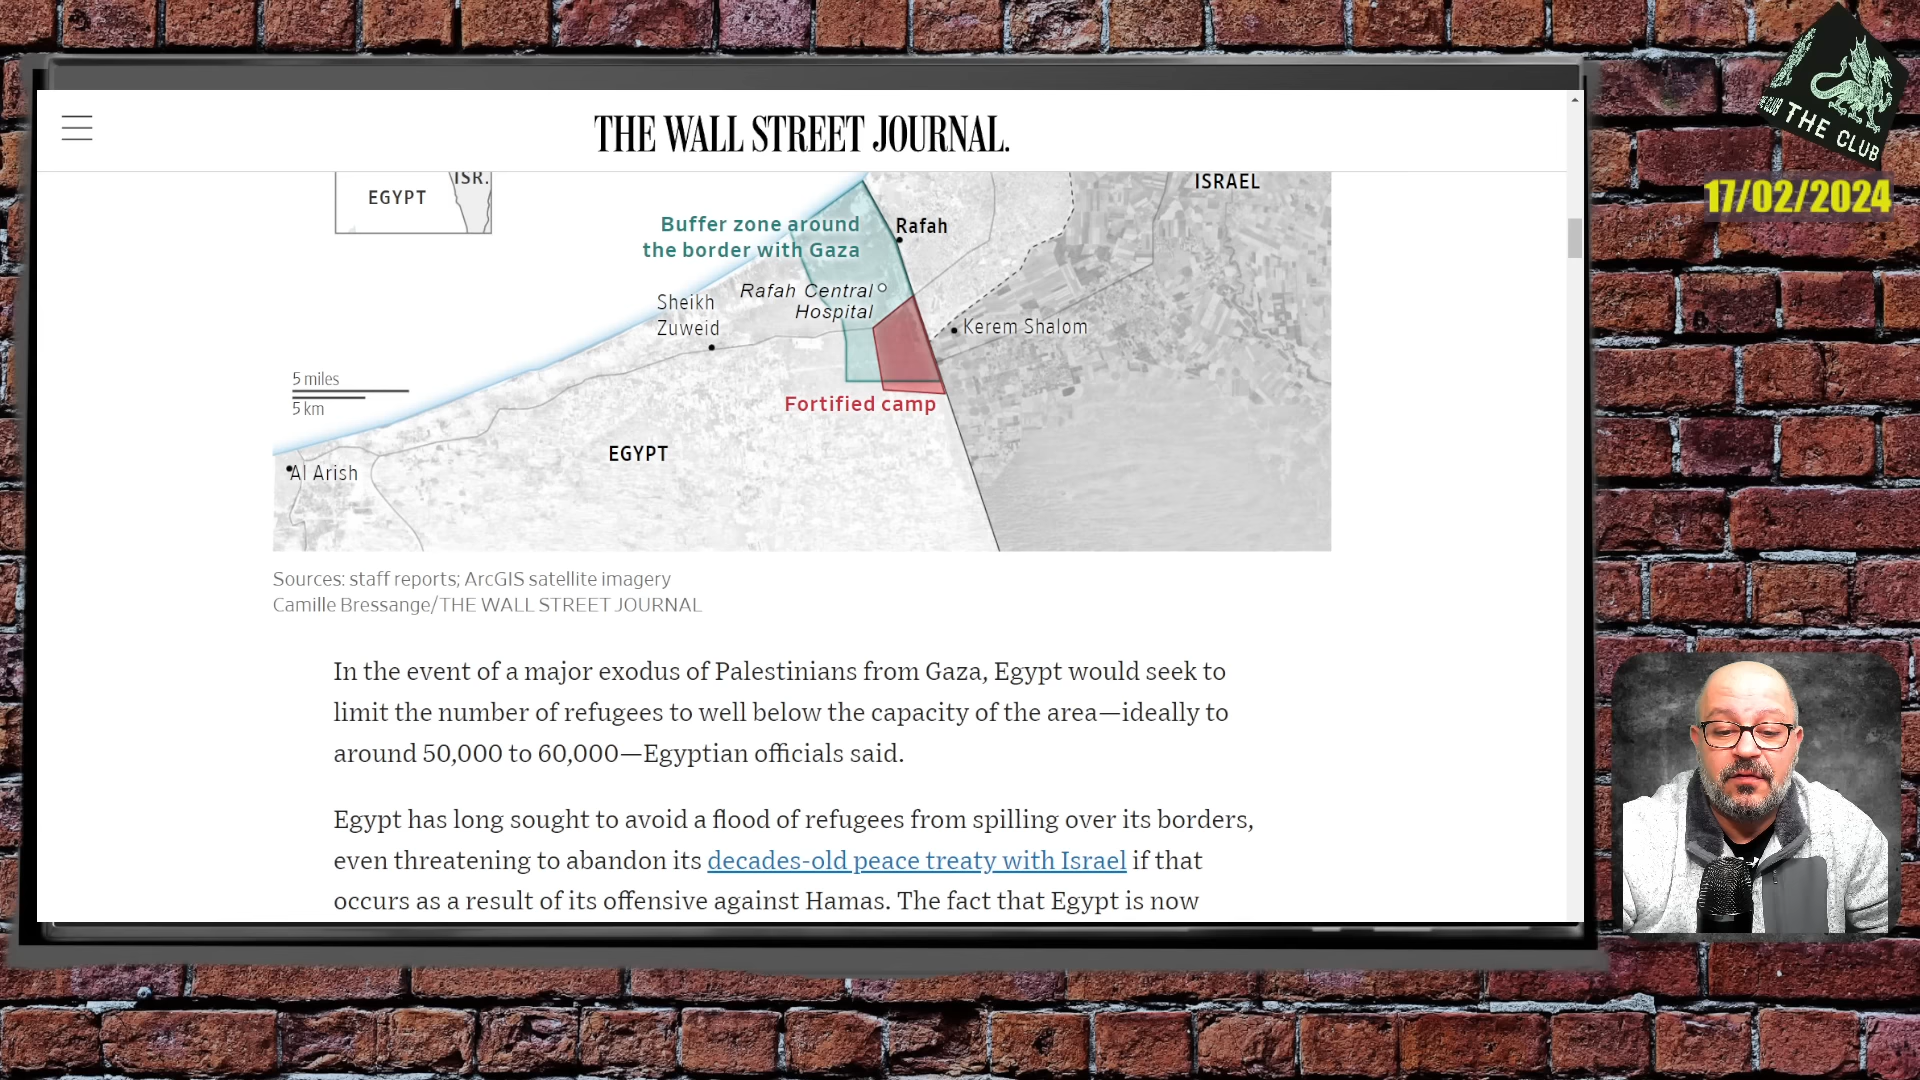 THE WALL STREET JOURNAL.
THE CLUB
17/02/2024
EGYPT
ISR.
ISRAEL
Buffer zone around
the border with Gaza
Rafah
Rafah Central
Hospital
Sheikh
Zuweid
Kerem Shalom
5 miles
5 km
Fortified camp
EGYPT
Al Arish
Sources: staff reports; ArcGIS satellite imagery
Camille Bressange/THE WALL STREET JOURNAL
In the event of a major exodus of Palestinians from Gaza, Egypt would seek to
limit the number of refugees to well below the capacity of the area—ideally to
around 50,000 to 60,000—Egyptian officials said.
Egypt has long sought to avoid a flood of refugees from spilling over its borders,
even threatening to abandon its decades-old peace treaty with Israel if that
occurs as a result of its offensive against Hamas. The fact that Egypt is now